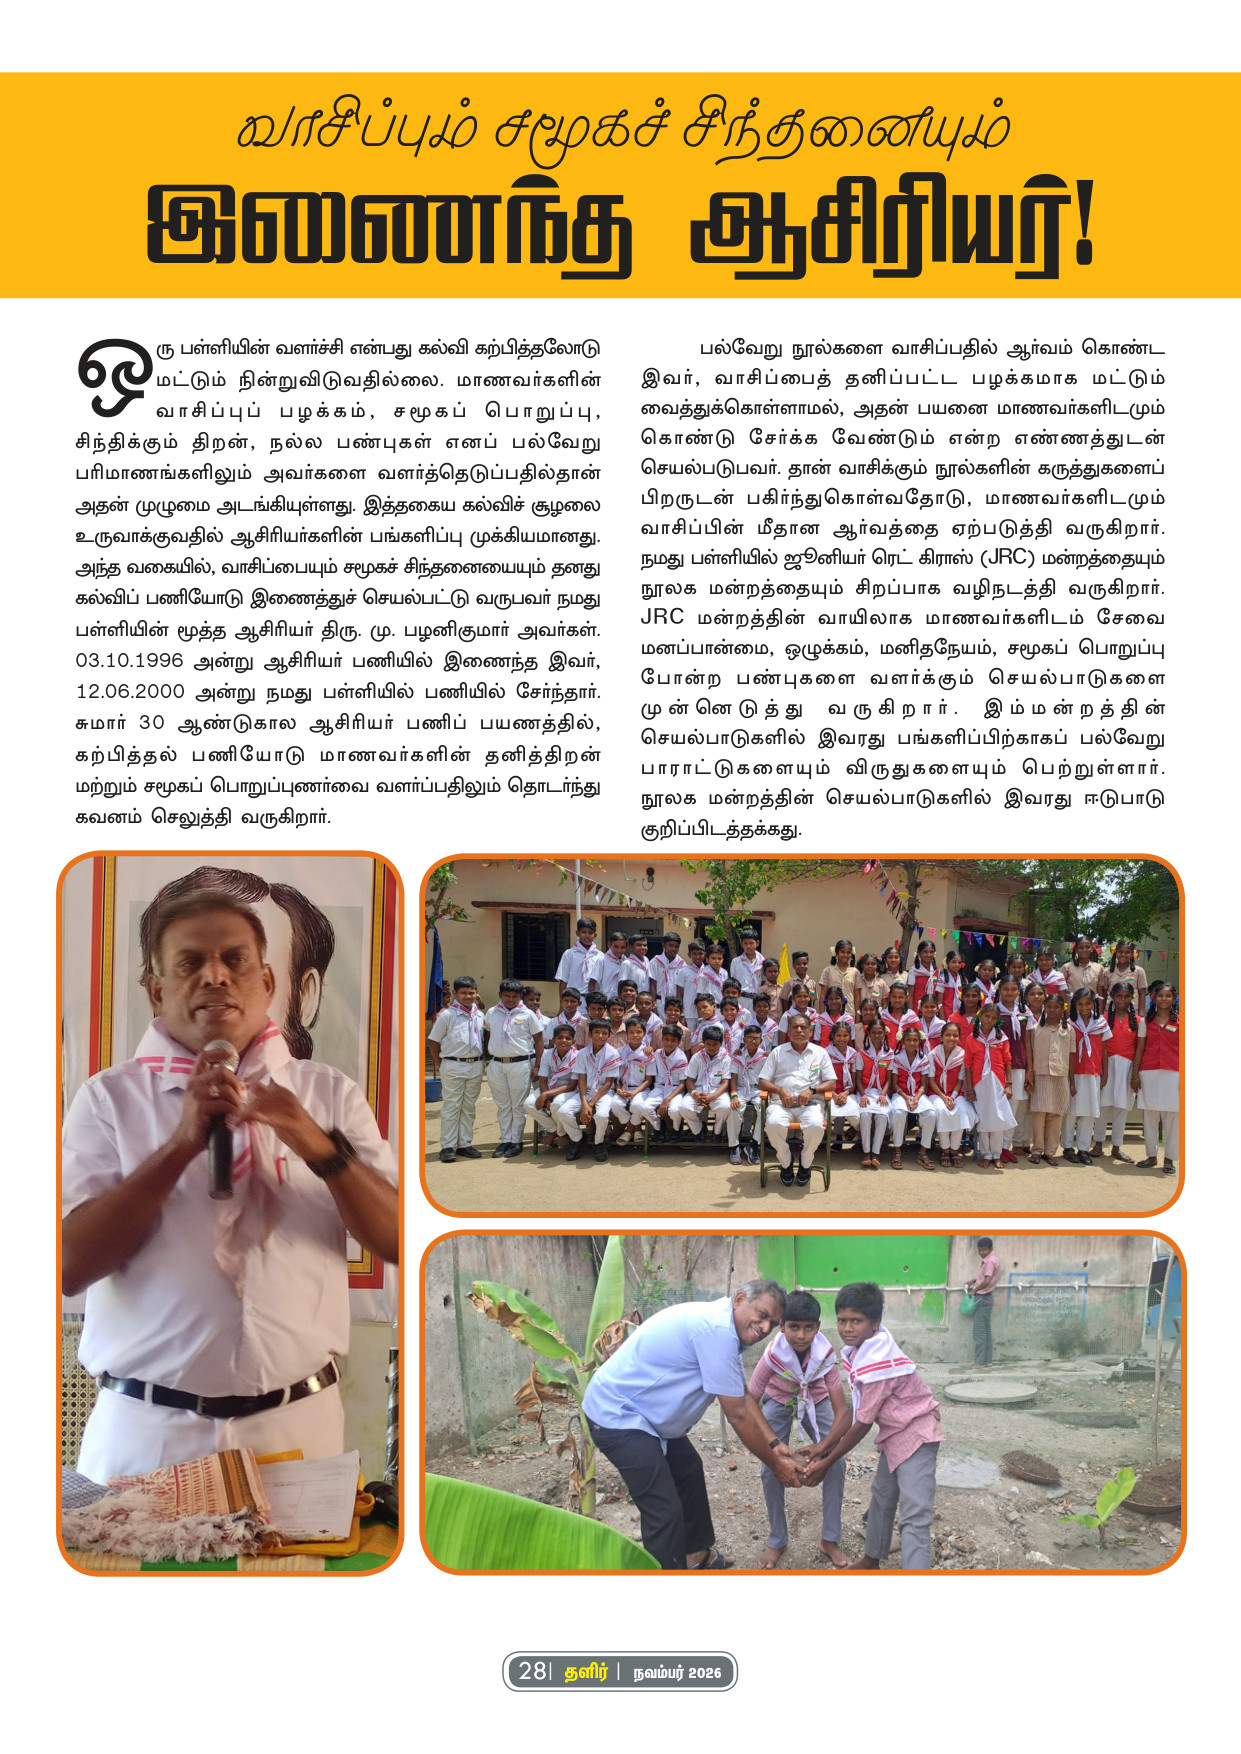 வாசிப்பும் சமூகச் சிந்தனையும்
இணைந்த ஆசிரியர்!
ஒரு பள்ளியின் வளர்ச்சி என்பது கல்வி கற்பித்தலோடு
மட்டும் நின்றுவிடுவதில்லை. மாணவர்களின்
வாசிப்புப் பழக்கம், சமூகப் பொறுப்பு,
சிந்திக்கும் திறன், நல்ல பண்புகள் எனப் பல்வேறு
பரிமாணங்களிலும் அவர்களை வளர்த்தெடுப்பதில்தான்
அதன் முழுமை அடங்கியுள்ளது. இத்தகைய கல்விச் சூழலை
உருவாக்குவதில் ஆசிரியர்களின் பங்களிப்பு முக்கியமானது.
அந்த வகையில், வாசிப்பையும் சமூகச் சிந்தனையையும் தனது
கல்விப் பணியோடு இணைத்துச் செயல்பட்டு வருபவர் நமது
பள்ளியின் மூத்த ஆசிரியர் திரு. மு. பழனிகுமார் அவர்கள்.
03.10.1996 அன்று ஆசிரியர் பணியில் இணைந்த இவர்,
12.06.2000 அன்று நமது பள்ளியில் பணியில் சேர்ந்தார்.
சுமார் 30 ஆண்டுகால ஆசிரியர் பணிப் பயணத்தில்,
கற்பித்தல் பணியோடு மாணவர்களின் தனித்திறன்
மற்றும் சமூகப் பொறுப்புணர்வை வளர்ப்பதிலும் தொடர்ந்து
கவனம் செலுத்தி வருகிறார்.
பல்வேறு நூல்களை வாசிப்பதில் ஆர்வம் கொண்ட
இவர், வாசிப்பைத் தனிப்பட்ட பழக்கமாக மட்டும்
வைத்துக்கொள்ளாமல், அதன் பயனை மாணவர்களிடமும்
கொண்டு சேர்க்க வேண்டும் என்ற எண்ணத்துடன்
செயல்படுபவர். தான் வாசிக்கும் நூல்களின் கருத்துகளைப்
பிறருடன் பகிர்ந்துகொள்வதோடு, மாணவர்களிடமும்
வாசிப்பின் மீதான ஆர்வத்தை ஏற்படுத்தி வருகிறார்.
நமது பள்ளியில் ஜூனியர் ரெட் கிராஸ் (JRC) மன்றத்தையும்
நூலக மன்றத்தையும் சிறப்பாக வழிநடத்தி வருகிறார்.
JRC மன்றத்தின் வாயிலாக மாணவர்களிடம் சேவை
மனப்பான்மை, ஒழுக்கம், மனிதநேயம், சமூகப் பொறுப்பு
போன்ற பண்புகளை வளர்க்கும் செயல்பாடுகளை
முன்னெடுத்து வருகிறார். இம்மன்றத்தின்
செயல்பாடுகளில் இவரது பங்களிப்பிற்காகப் பல்வேறு
பாராட்டுகளையும் விருதுகளையும் பெற்றுள்ளார்.
நூலக மன்றத்தின் செயல்பாடுகளில் இவரது ஈடுபாடு
குறிப்பிடத்தக்கது.
28| தளிர் | நவம்பர் 2026